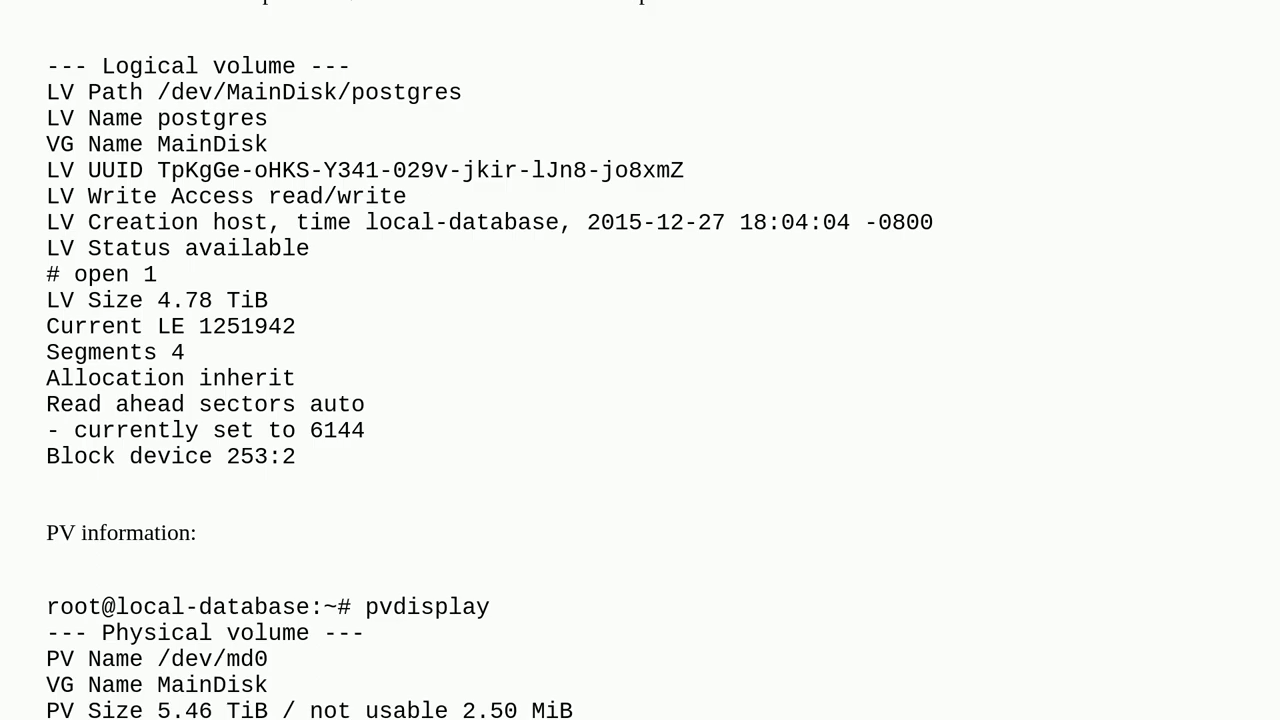 --- Logical volume ---
LV Path /dev/MainDisk/postgres
LV Name postgres
VG Name MainDisk
LV UUID TpKgGe-oHKS-Y341-029v-jkir-lJn8-jo8xmZ
LV Write Access read/write
LV Creation host, time local-database, 2015-12-27 18:04:04 -0800
LV Status available
# open 1
LV Size 4.78 TiB
Current LE 1251942
Segments 4
Allocation inherit
Read ahead sectors auto
- currently set to 6144
Block device 253:2
PV information:
root@local-database:~# pvdisplay
--- Physical volume ---
PV Name /dev/md0
VG Name MainDisk
PV Size 5.46 TiB / not usable 2.50 MiB